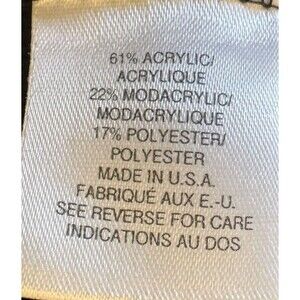 61% ACRYLIC/
ACRYLIQUE
22% MODACRYLIC/
MODACRYLIQUE
17% POLYESTER/
POLYESTER
MADE IN U.S.A.
FABRIQUÉ AUX E.-U.
SEE REVERSE FOR CARE
INDICATIONS AU DOS